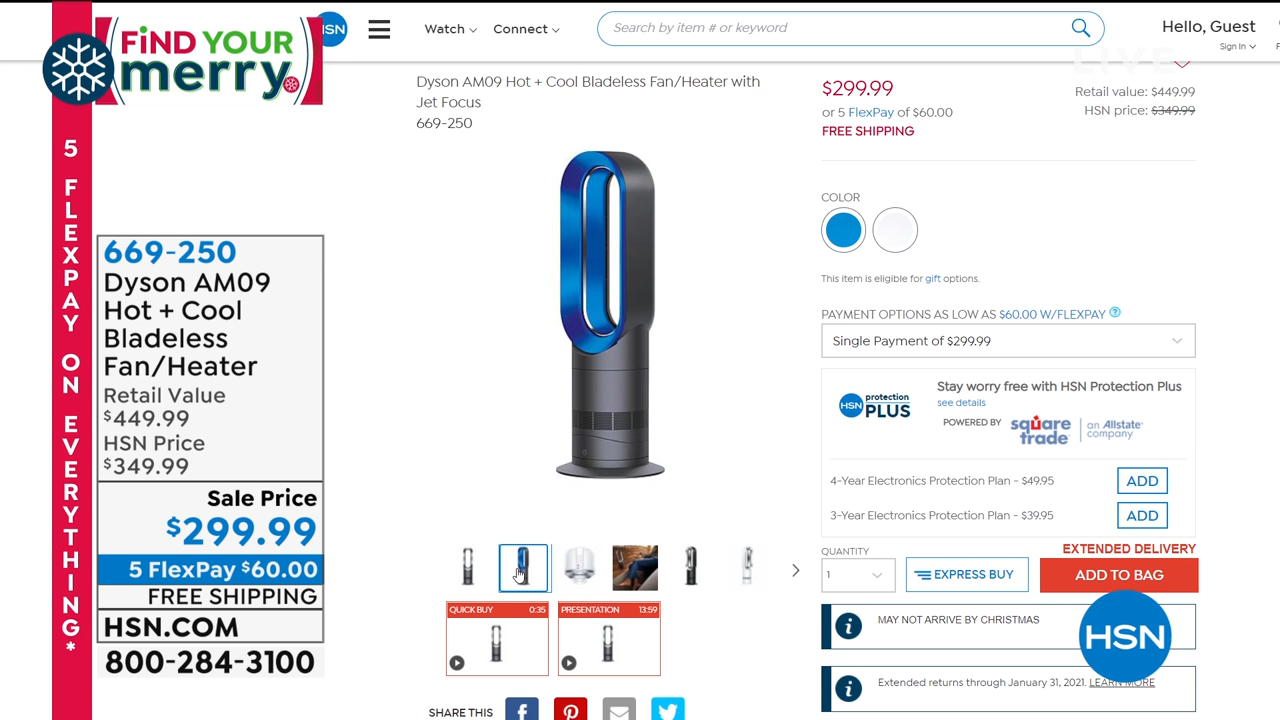 FiND YOUR
merry
5 FLEXPAY ON EVERYTHING*
669-250
Dyson AM09
Hot + Cool
Bladeless
Fan/Heater
Retail Value
$449.99
HSN Price
$349.99
Sale Price
$299.99
5 FlexPay $60.00
FREE SHIPPING
HSN.COM
800-284-3100
HSN
Watch
Connect
Search by item # or keyword
Hello, Guest
Sign In
LIVE
Dyson AM09 Hot + Cool Bladeless Fan/Heater with
Jet Focus
669-250
QUICK BUY 0:35
PRESENTATION 13:59
SHARE THIS
$299.99
or 5 FlexPay of $60.00
FREE SHIPPING
Retail value: $449.99
HSN price: $349.99
COLOR
This item is eligible for gift options.
PAYMENT OPTIONS AS LOW AS $60.00 W/FLEXPAY ?
Single Payment of $299.99
HSN protection PLUS
Stay worry free with HSN Protection Plus
see details
POWERED BY square trade an Allstate company
4-Year Electronics Protection Plan - $49.95 ADD
3-Year Electronics Protection Plan - $39.95 ADD
QUANTITY
1
EXPRESS BUY
EXTENDED DELIVERY
ADD TO BAG
MAY NOT ARRIVE BY CHRISTMAS
HSN
Extended returns through January 31, 2021. LEARN MORE